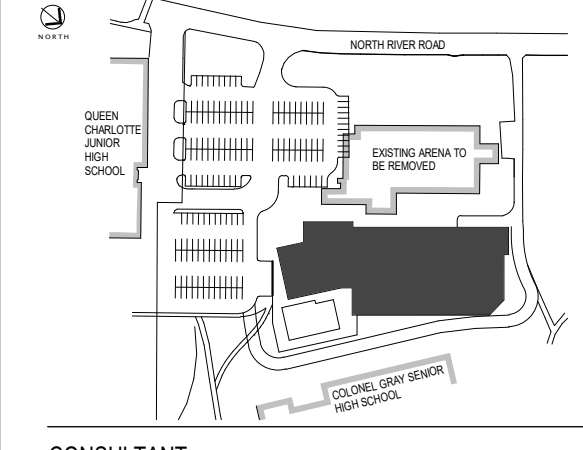 NORTH
NORTH RIVER ROAD
QUEEN
CHARLOTTE
JUNIOR
HIGH
SCHOOL
EXISTING ARENA TO
BE REMOVED
COLONEL GRAY SENIOR
HIGH SCHOOL
CONSULTANT